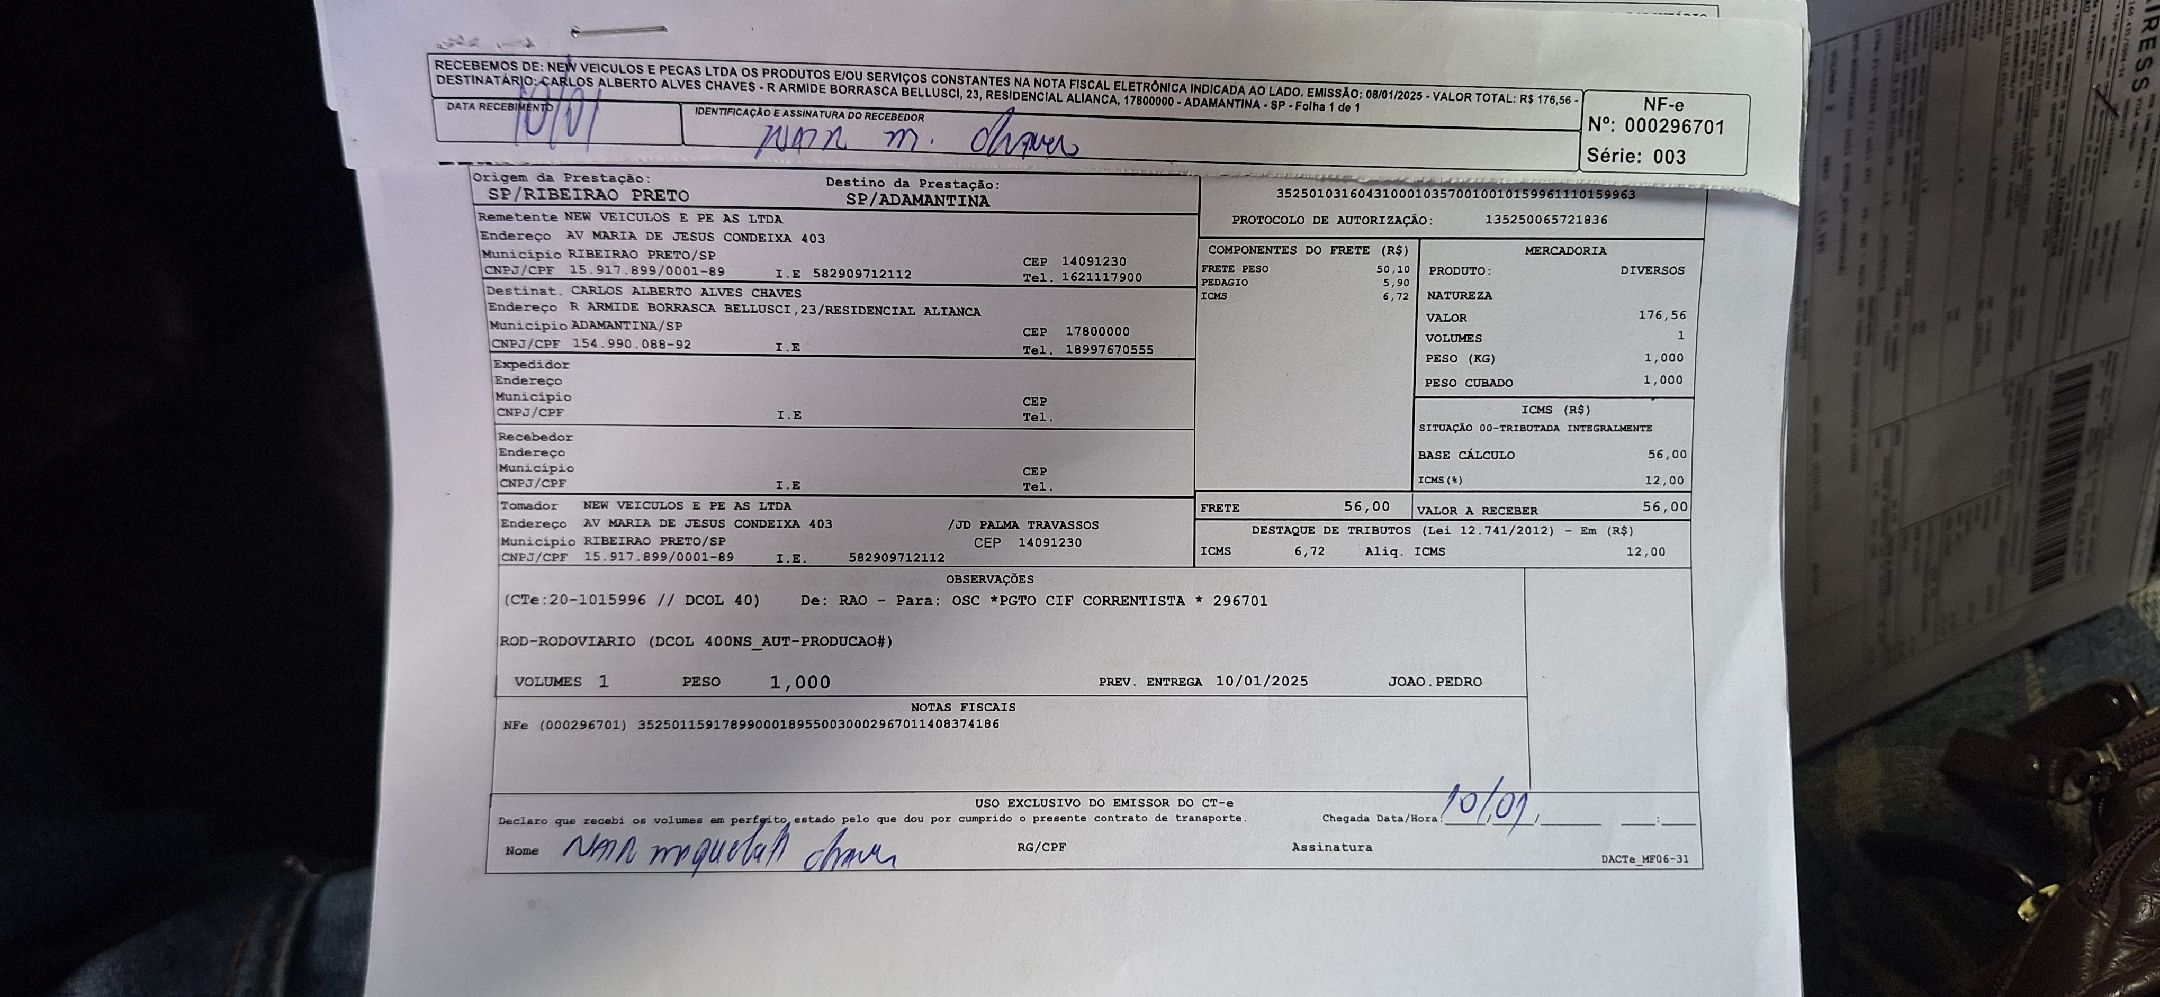 RECEBEMOS DE: NEW VEICULOS E PECAS LTDA OS PRODUTOS E/OU SERVIÇOS CONSTANTES NA NOTA FISCAL ELETRÔNICA INDICADA AO LADO. EMISSÃO: 08/01/2025 - VALOR TOTAL: R$ 176,56 -
DESTINATÁRIO: CARLOS ALBERTO ALVES CHAVES - R ARMIDE BORRASCA BELLUSCI, 23, RESIDENCIAL ALIANCA, 17800000 - ADAMANTINA - SP - Folha 1 de 1
DATA RECEBIMENTO IDENTIFICAÇÃO E ASSINATURA DO RECEBEDOR
10/01 NAIR M. Chaves
NF-e
Nº: 000296701
Série: 003
Origem da Prestação: Destino da Prestação:
SP/RIBEIRAO PRETO SP/ADAMANTINA
35250103160431000103570010010159961110159963
PROTOCOLO DE AUTORIZAÇÃO: 135250065721836
Remetente NEW VEICULOS E PE AS LTDA
Endereço AV MARIA DE JESUS CONDEIXA 403
Município RIBEIRAO PRETO/SP CEP 14091230
CNPJ/CPF 15.917.899/0001-89 I.E 582909712112 Tel. 1621117900
Destinat. CARLOS ALBERTO ALVES CHAVES
Endereço R ARMIDE BORRASCA BELLUSCI,23/RESIDENCIAL ALIANCA
Município ADAMANTINA/SP CEP 17800000
CNPJ/CPF 154.990.088-92 I.E Tel. 18997670555
Expedidor
Endereço
Município CEP
CNPJ/CPF I.E Tel.
Recebedor
Endereço
Município CEP
CNPJ/CPF I.E Tel.
Tomador NEW VEICULOS E PE AS LTDA
Endereço AV MARIA DE JESUS CONDEIXA 403 /JD PALMA TRAVASSOS
Município RIBEIRAO PRETO/SP CEP 14091230
CNPJ/CPF 15.917.899/0001-89 I.E. 582909712112
COMPONENTES DO FRETE (R$)
FRETE PESO 50,10
PEDAGIO 5,90
ICMS 6,72
MERCADORIA
PRODUTO: DIVERSOS
NATUREZA
VALOR 176,56
VOLUMES 1
PESO (KG) 1,000
PESO CUBADO 1,000
ICMS (R$)
SITUAÇÃO 00-TRIBUTADA INTEGRALMENTE
BASE CÁLCULO 56,00
ICMS(%) 12,00
FRETE 56,00 VALOR A RECEBER 56,00
DESTAQUE DE TRIBUTOS (Lei 12.741/2012) - Em (R$)
ICMS 6,72 Aliq. ICMS 12,00
OBSERVAÇÕES
(CTe:20-1015996 // DCOL 40) De: RAO - Para: OSC *PGTO CIF CORRENTISTA * 296701
ROD-RODOVIARIO (DCOL 400NS_AUT-PRODUCAO#)
VOLUMES 1 PESO 1,000 PREV. ENTREGA 10/01/2025 JOAO.PEDRO
NOTAS FISCAIS
NFe (000296701) 35250115917899000189550030002967011408374186
USO EXCLUSIVO DO EMISSOR DO CT-e
Declaro que recebi os volumes em perfeito estado pelo que dou por cumprido o presente contrato de transporte. Chegada Data/Hora: 10/01
Nome NAIR chaves RG/CPF Assinatura
DACTe_MF06-31